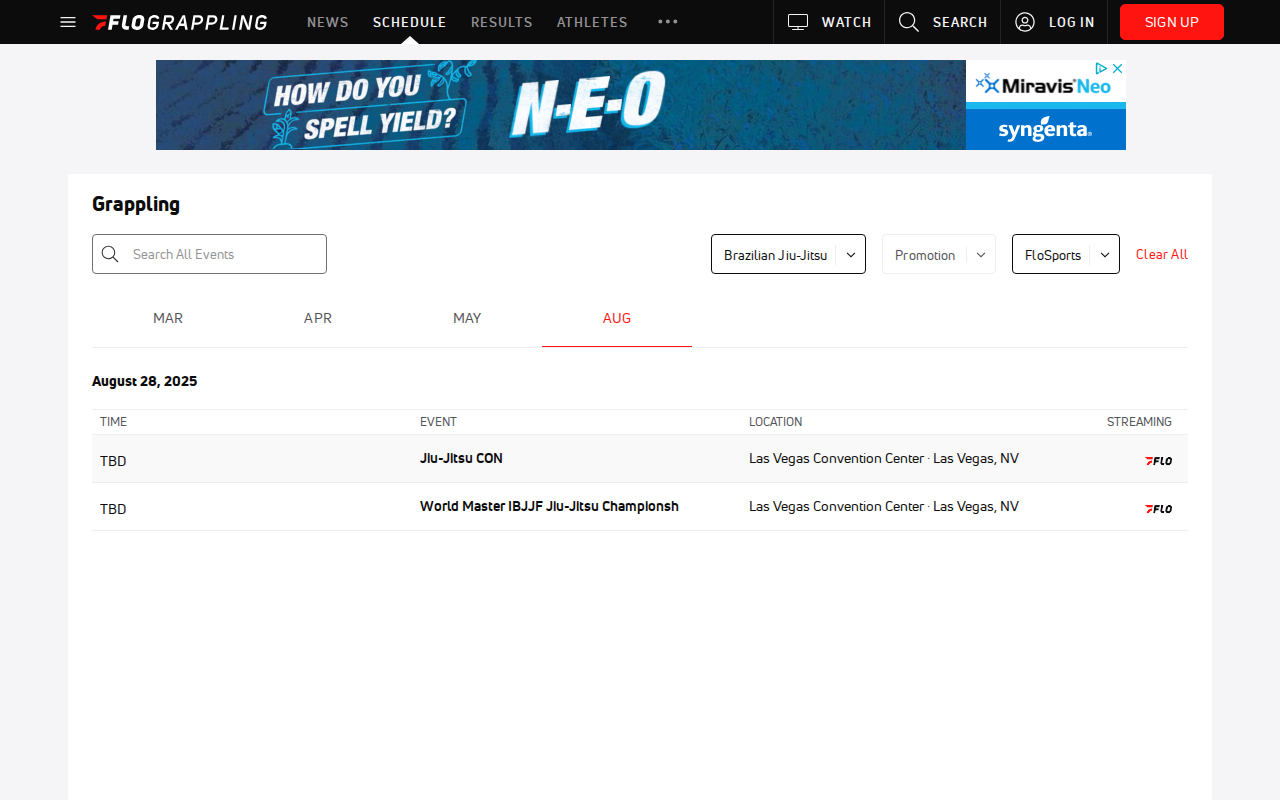 FLOGRAPPLING NEWS SCHEDULE RESULTS ATHLETES WATCH SEARCH LOG IN SIGN UP
HOW DO YOU
SPELL YIELD?
N-E-O
Miravis® Neo
syngenta®
Grappling
Search All Events
Brazilian Jiu-Jitsu
Promotion
FloSports
Clear All
MAR APR MAY AUG
August 28, 2025
TIME EVENT LOCATION STREAMING
TBD Jiu-Jitsu CON Las Vegas Convention Center · Las Vegas, NV FLO
TBD World Master IBJJF Jiu-Jitsu Championsh Las Vegas Convention Center · Las Vegas, NV FLO